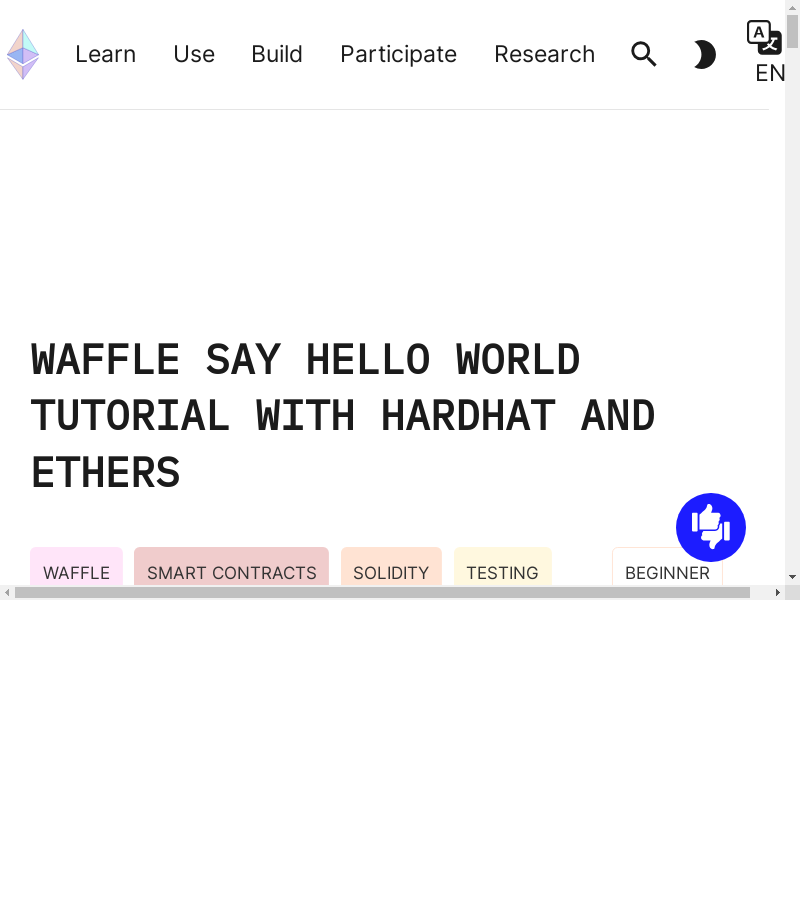 Learn Use Build Participate Research
A 文
EN
WAFFLE SAY HELLO WORLD
TUTORIAL WITH HARDHAT AND
ETHERS
WAFFLE SMART CONTRACTS SOLIDITY TESTING BEGINNER